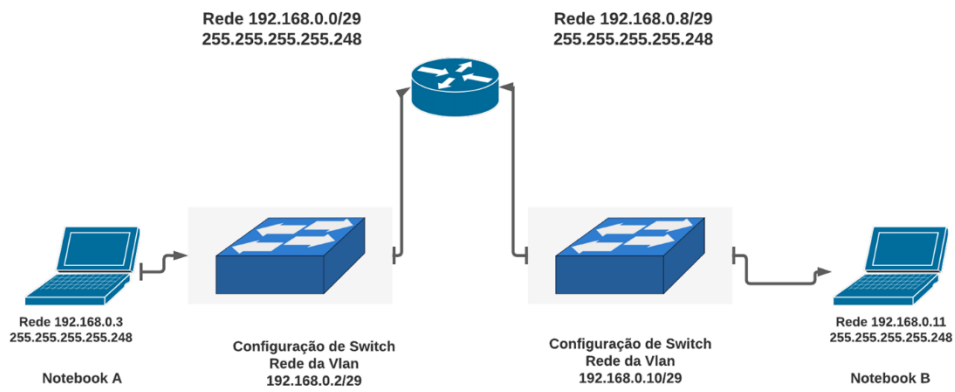 Rede 192.168.0.0/29
255.255.255.255.248
Rede 192.168.0.8/29
255.255.255.255.248
Rede 192.168.0.3
255.255.255.255.248
Notebook A
Configuração de Switch
Rede da Vlan
192.168.0.2/29
Configuração de Switch
Rede da Vlan
192.168.0.10/29
Rede 192.168.0.11
255.255.255.255.248
Notebook B